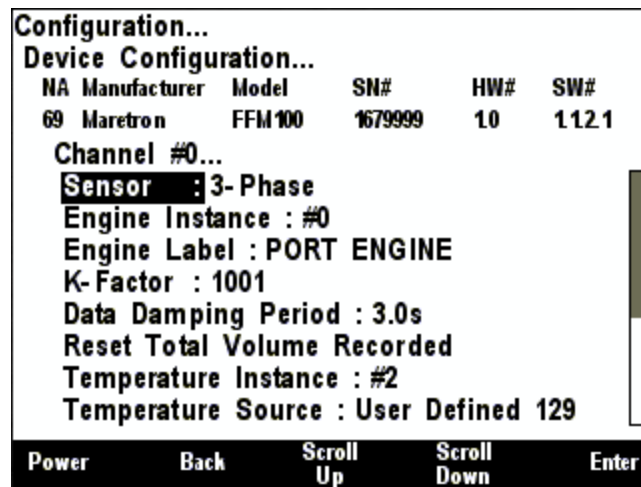 Configuration...
Device Configuration...
NA Manufacturer Model SN# HW# SW#
69 Maretron FFM100 1679999 1.0 1.1.2.1
Channel #0...
Sensor : 3-Phase
Engine Instance : #0
Engine Label : PORT ENGINE
K-Factor : 1001
Data Damping Period : 3.0s
Reset Total Volume Recorded
Temperature Instance : #2
Temperature Source : User Defined 129
Power Back Scroll Up Scroll Down Enter